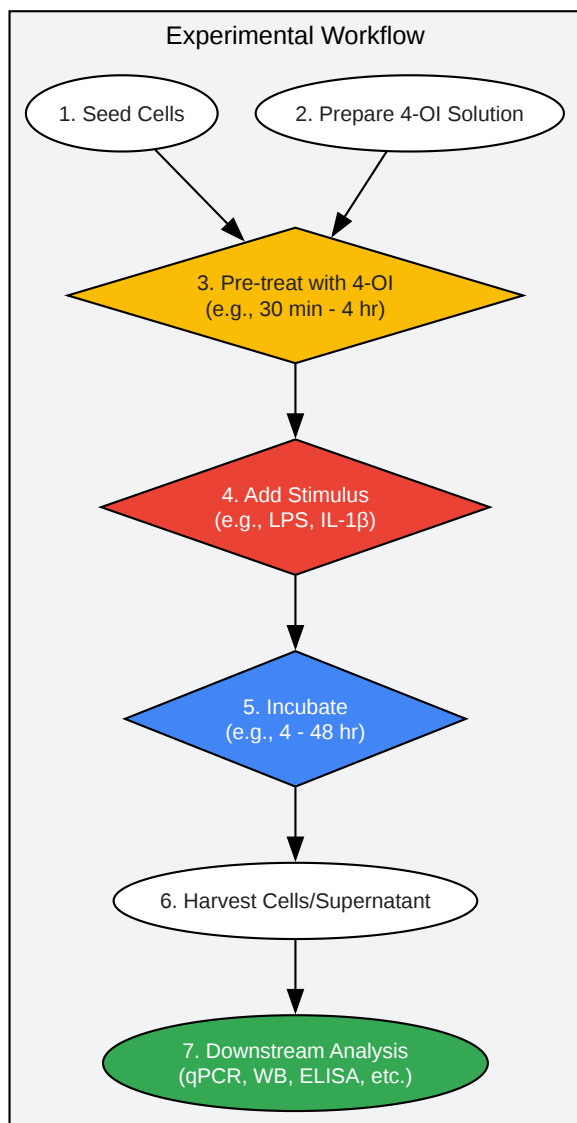 Experimental Workflow
1. Seed Cells
2. Prepare 4-OI Solution
3. Pre-treat with 4-OI
(e.g., 30 min - 4 hr)
4. Add Stimulus
(e.g., LPS, IL-1β)
5. Incubate
(e.g., 4 - 48 hr)
6. Harvest Cells/Supernatant
7. Downstream Analysis
(qPCR, WB, ELISA, etc.)